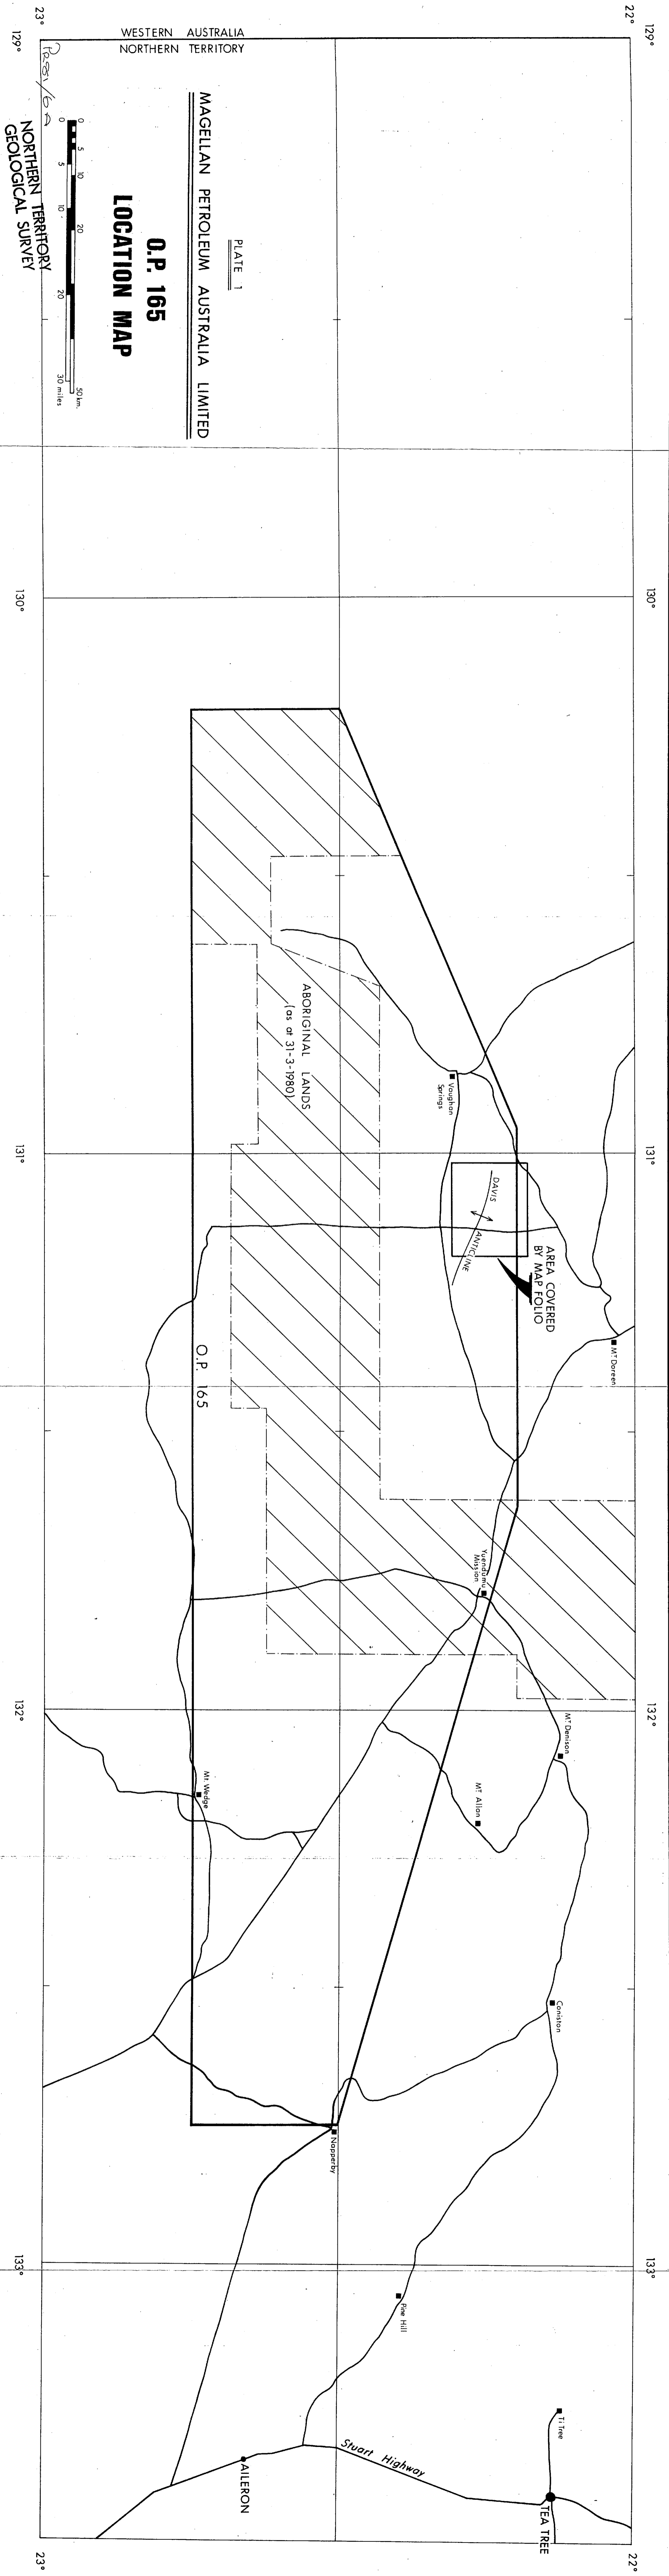 129°
22°
130°
131°
132°
133°
22°
WESTERN AUSTRALIA
NORTHERN TERRITORY
Mᵀ Doreen
AREA COVERED
BY MAP FOLIO
DAVIS ANTICLINE
Vaughan
Springs
Yuendumu
Mission
Mᵀ Denison
Mᵀ Allan
Coniston
Ti Tree
TEA TREE
Pine Hill
Stuart Highway
Napperby
AILERON
ABORIGINAL LANDS
(as at 31-3-1980)
O.P. 165
Mt. Wedge
PLATE 1
MAGELLAN PETROLEUM AUSTRALIA LIMITED
O.P. 165
LOCATION MAP
0 5 10 20 50 km.
0 5 10 20 30 miles
NORTHERN TERRITORY
GEOLOGICAL SURVEY
23°
129°
130°
131°
132°
133°
23°